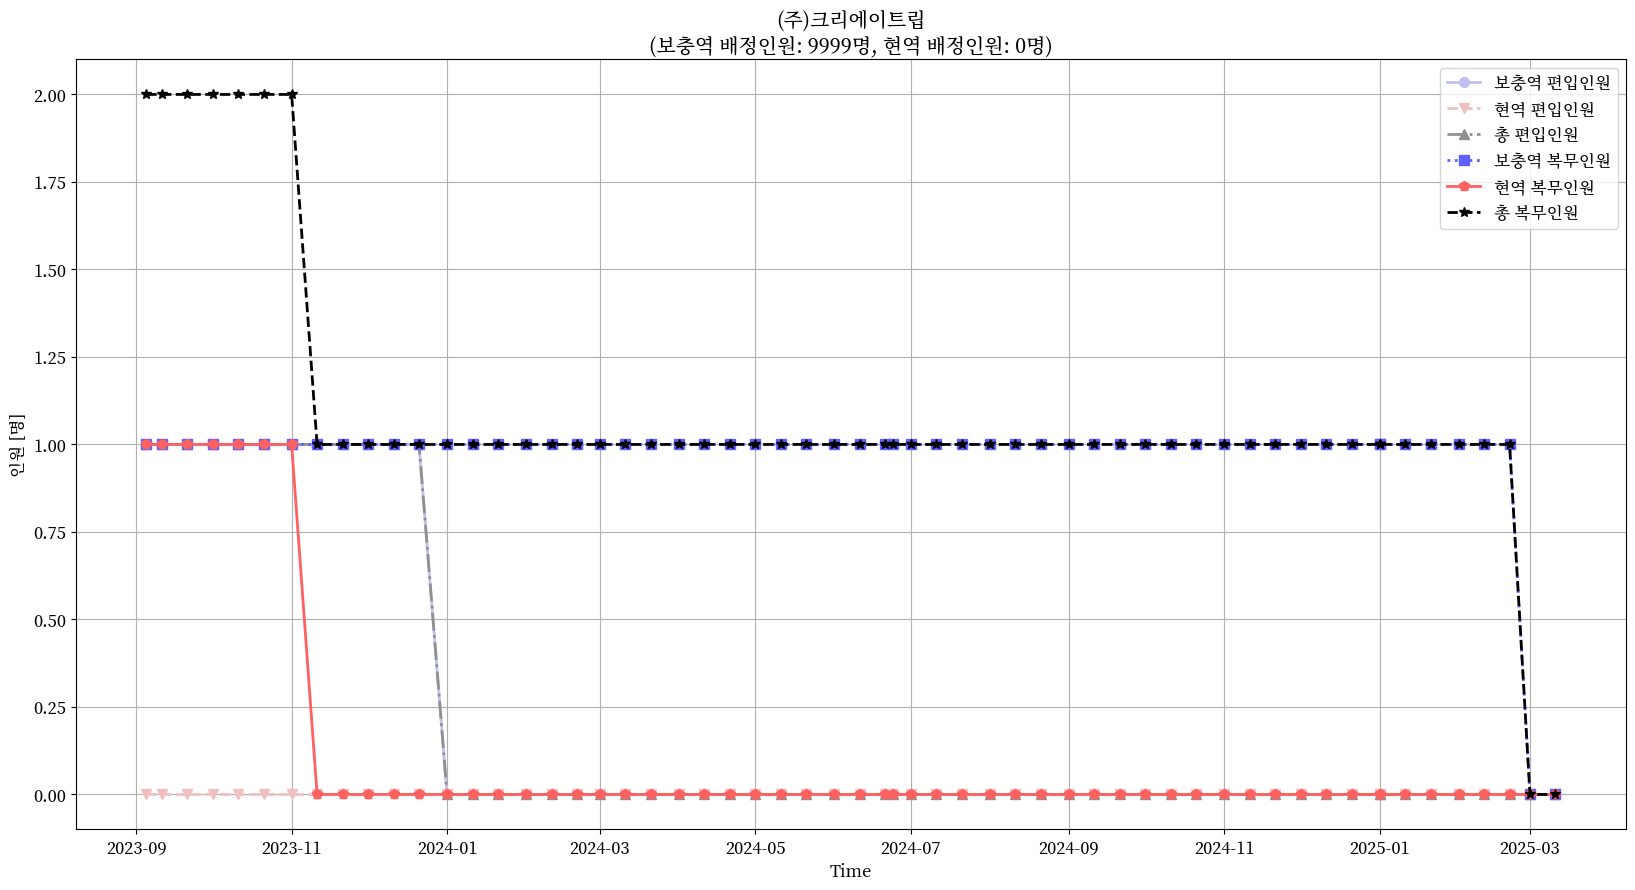 (주)크리에이트립
(보충역 배정인원: 9999명, 현역 배정인원: 0명)
보충역 편입인원
현역 편입인원
총 편입인원
보충역 복무인원
현역 복무인원
총 복무인원
인원 [명]
2.00
1.75
1.50
1.25
1.00
0.75
0.50
0.25
0.00
2023-09 2023-11 2024-01 2024-03 2024-05 2024-07 2024-09 2024-11 2025-01 2025-03
Time